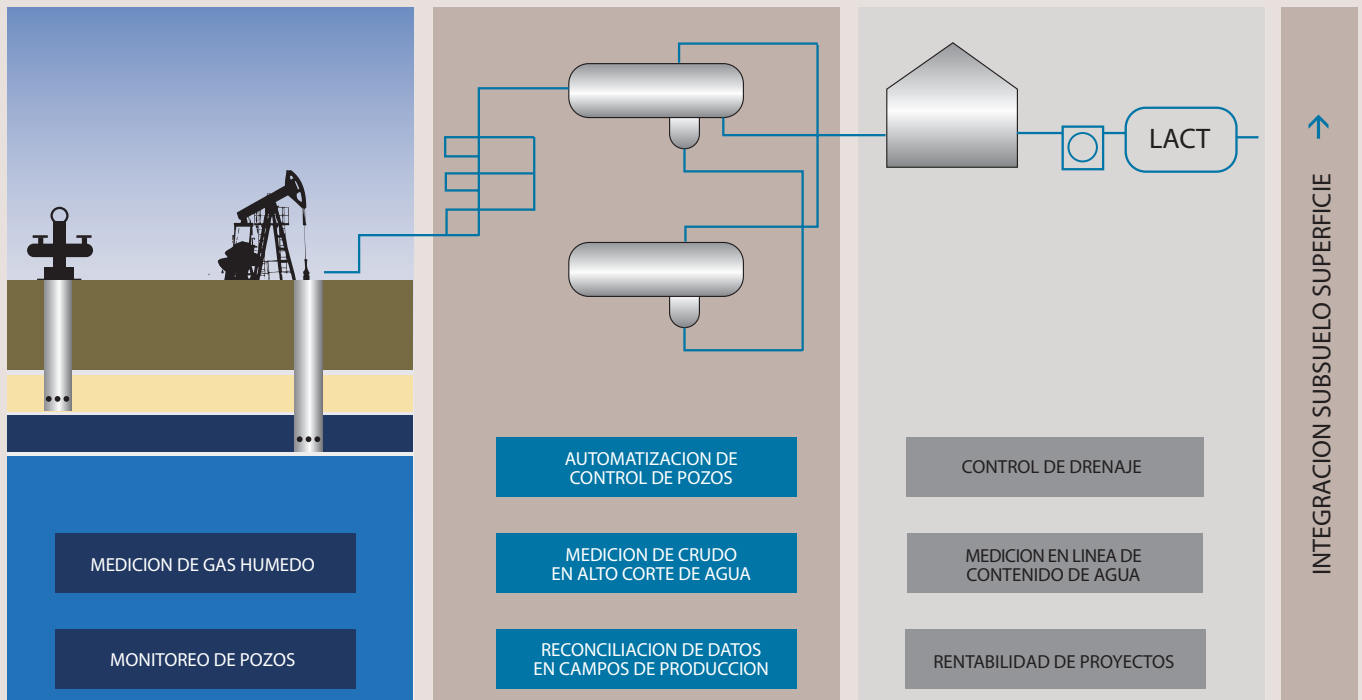 LACT
INTEGRACION SUBSUELO SUPERFICIE
MEDICION DE GAS HUMEDO
MONITOREO DE POZOS
AUTOMATIZACION DE
CONTROL DE POZOS
MEDICION DE CRUDO
EN ALTO CORTE DE AGUA
RECONCILIACION DE DATOS
EN CAMPOS DE PRODUCCION
CONTROL DE DRENAJE
MEDICION EN LINEA DE
CONTENIDO DE AGUA
RENTABILIDAD DE PROYECTOS